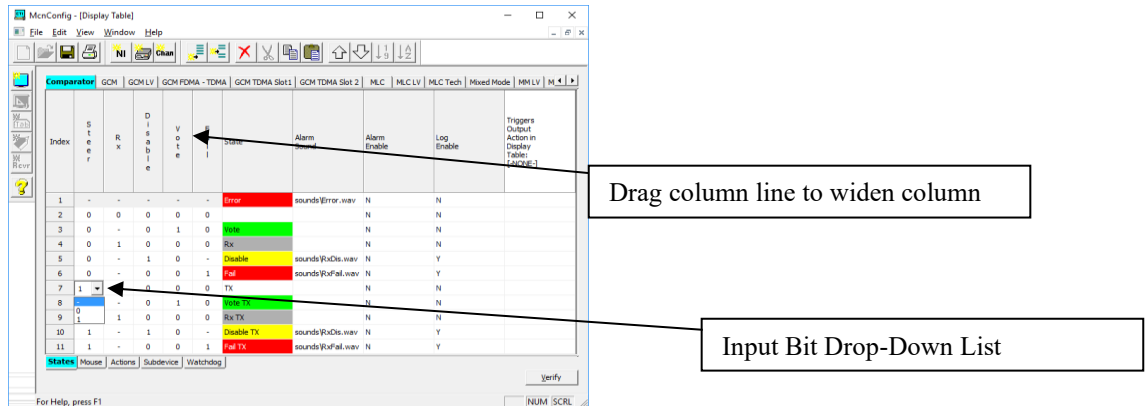 McnConfig - [Display Table]
File Edit View Window Help
NI Chan
Comparator GCM GCM LV GCM FDMA - TDMA GCM TDMA Slot1 GCM TDMA Slot 2 MLC MLC LV MLC Tech Mixed Mode MM LV M
Index Steer Rx Disable Vote State Alarm Sound Alarm Enable Log Enable Triggers Output Action in Display Table: [-NONE-]
1 - - - - - Error sounds\Error.wav N N
2 0 0 0 0 0 N N
3 0 - 0 1 0 Vote N N
4 0 1 0 0 0 Rx N N
5 0 - 1 0 - Disable sounds\RxDis.wav N Y
6 0 - 0 0 1 Fail sounds\RxFail.wav N Y
7 1 0 0 0 TX N N
8 - 0 1 0 Vote TX N N
9 1 0 0 0 Rx TX N N
10 1 - 1 0 - Disable TX sounds\RxDis.wav N Y
11 1 - 0 0 1 Fail TX sounds\RxFail.wav N Y
-
0
1
States Mouse Actions Subdevice Watchdog
Verify
For Help, press F1
NUM SCRL
Drag column line to widen column
Input Bit Drop-Down List